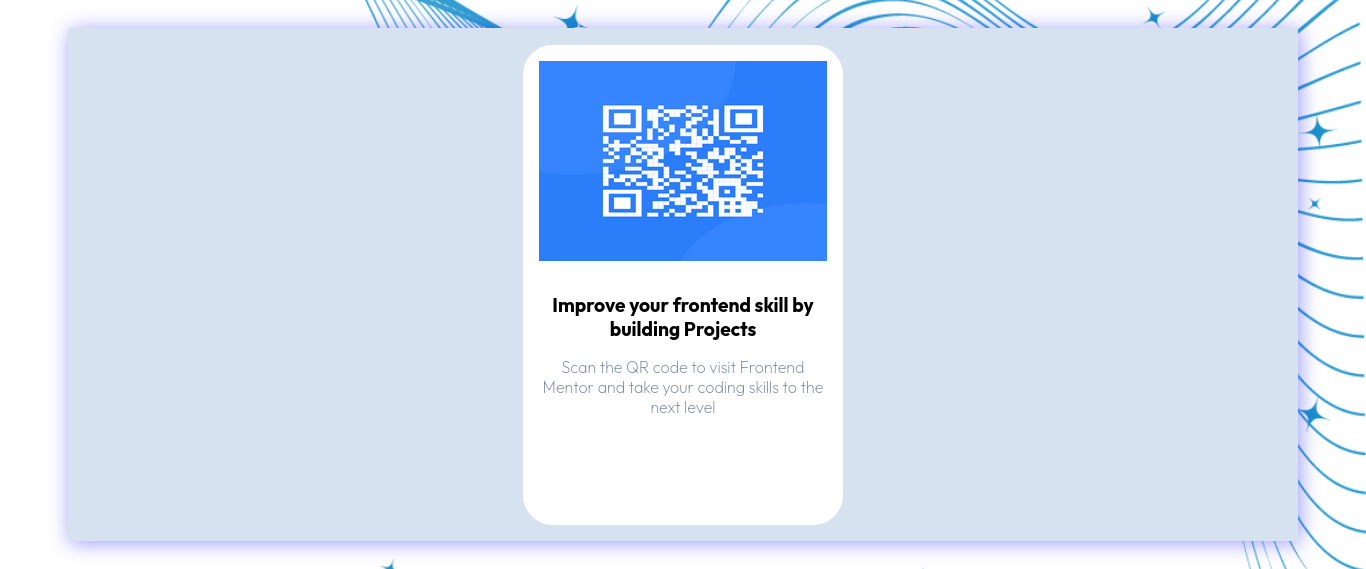 Improve your frontend skill by
building Projects
Scan the QR code to visit Frontend
Mentor and take your coding skills to the
next level